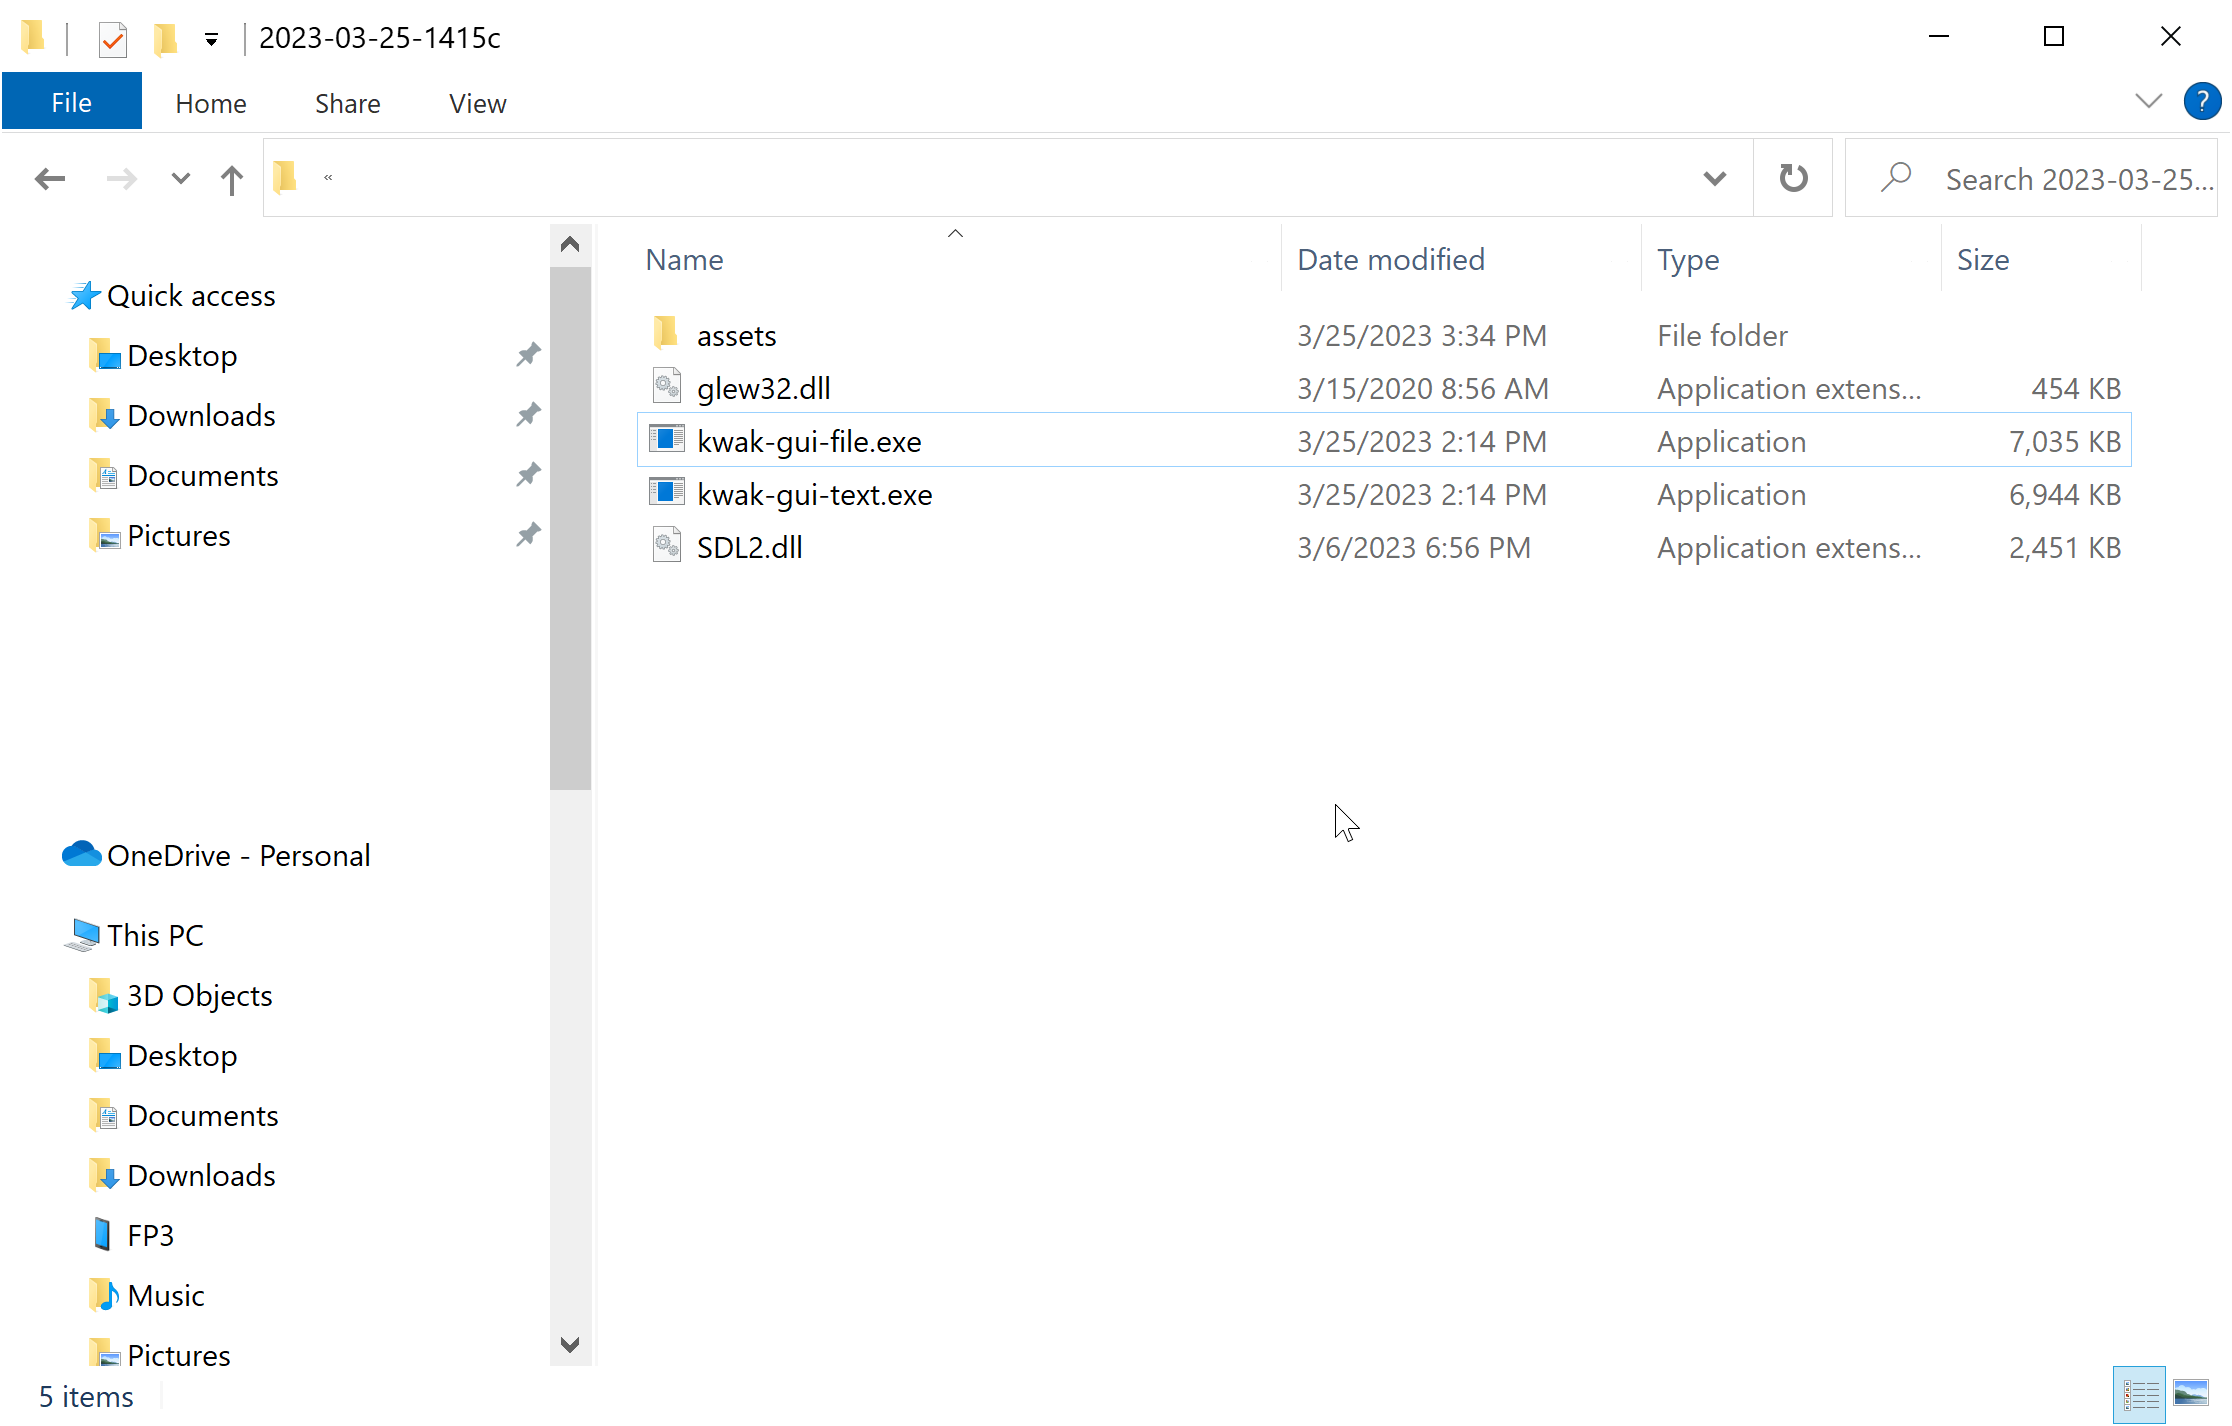 2023-03-25-1415c
File Home Share View ?
« Search 2023-03-25...
Name Date modified Type Size
Quick access
Desktop
Downloads
Documents
Pictures
OneDrive - Personal
This PC
3D Objects
Desktop
Documents
Downloads
FP3
Music
Pictures
assets 3/25/2023 3:34 PM File folder
glew32.dll 3/15/2020 8:56 AM Application extens... 454 KB
kwak-gui-file.exe 3/25/2023 2:14 PM Application 7,035 KB
kwak-gui-text.exe 3/25/2023 2:14 PM Application 6,944 KB
SDL2.dll 3/6/2023 6:56 PM Application extens... 2,451 KB
5 items